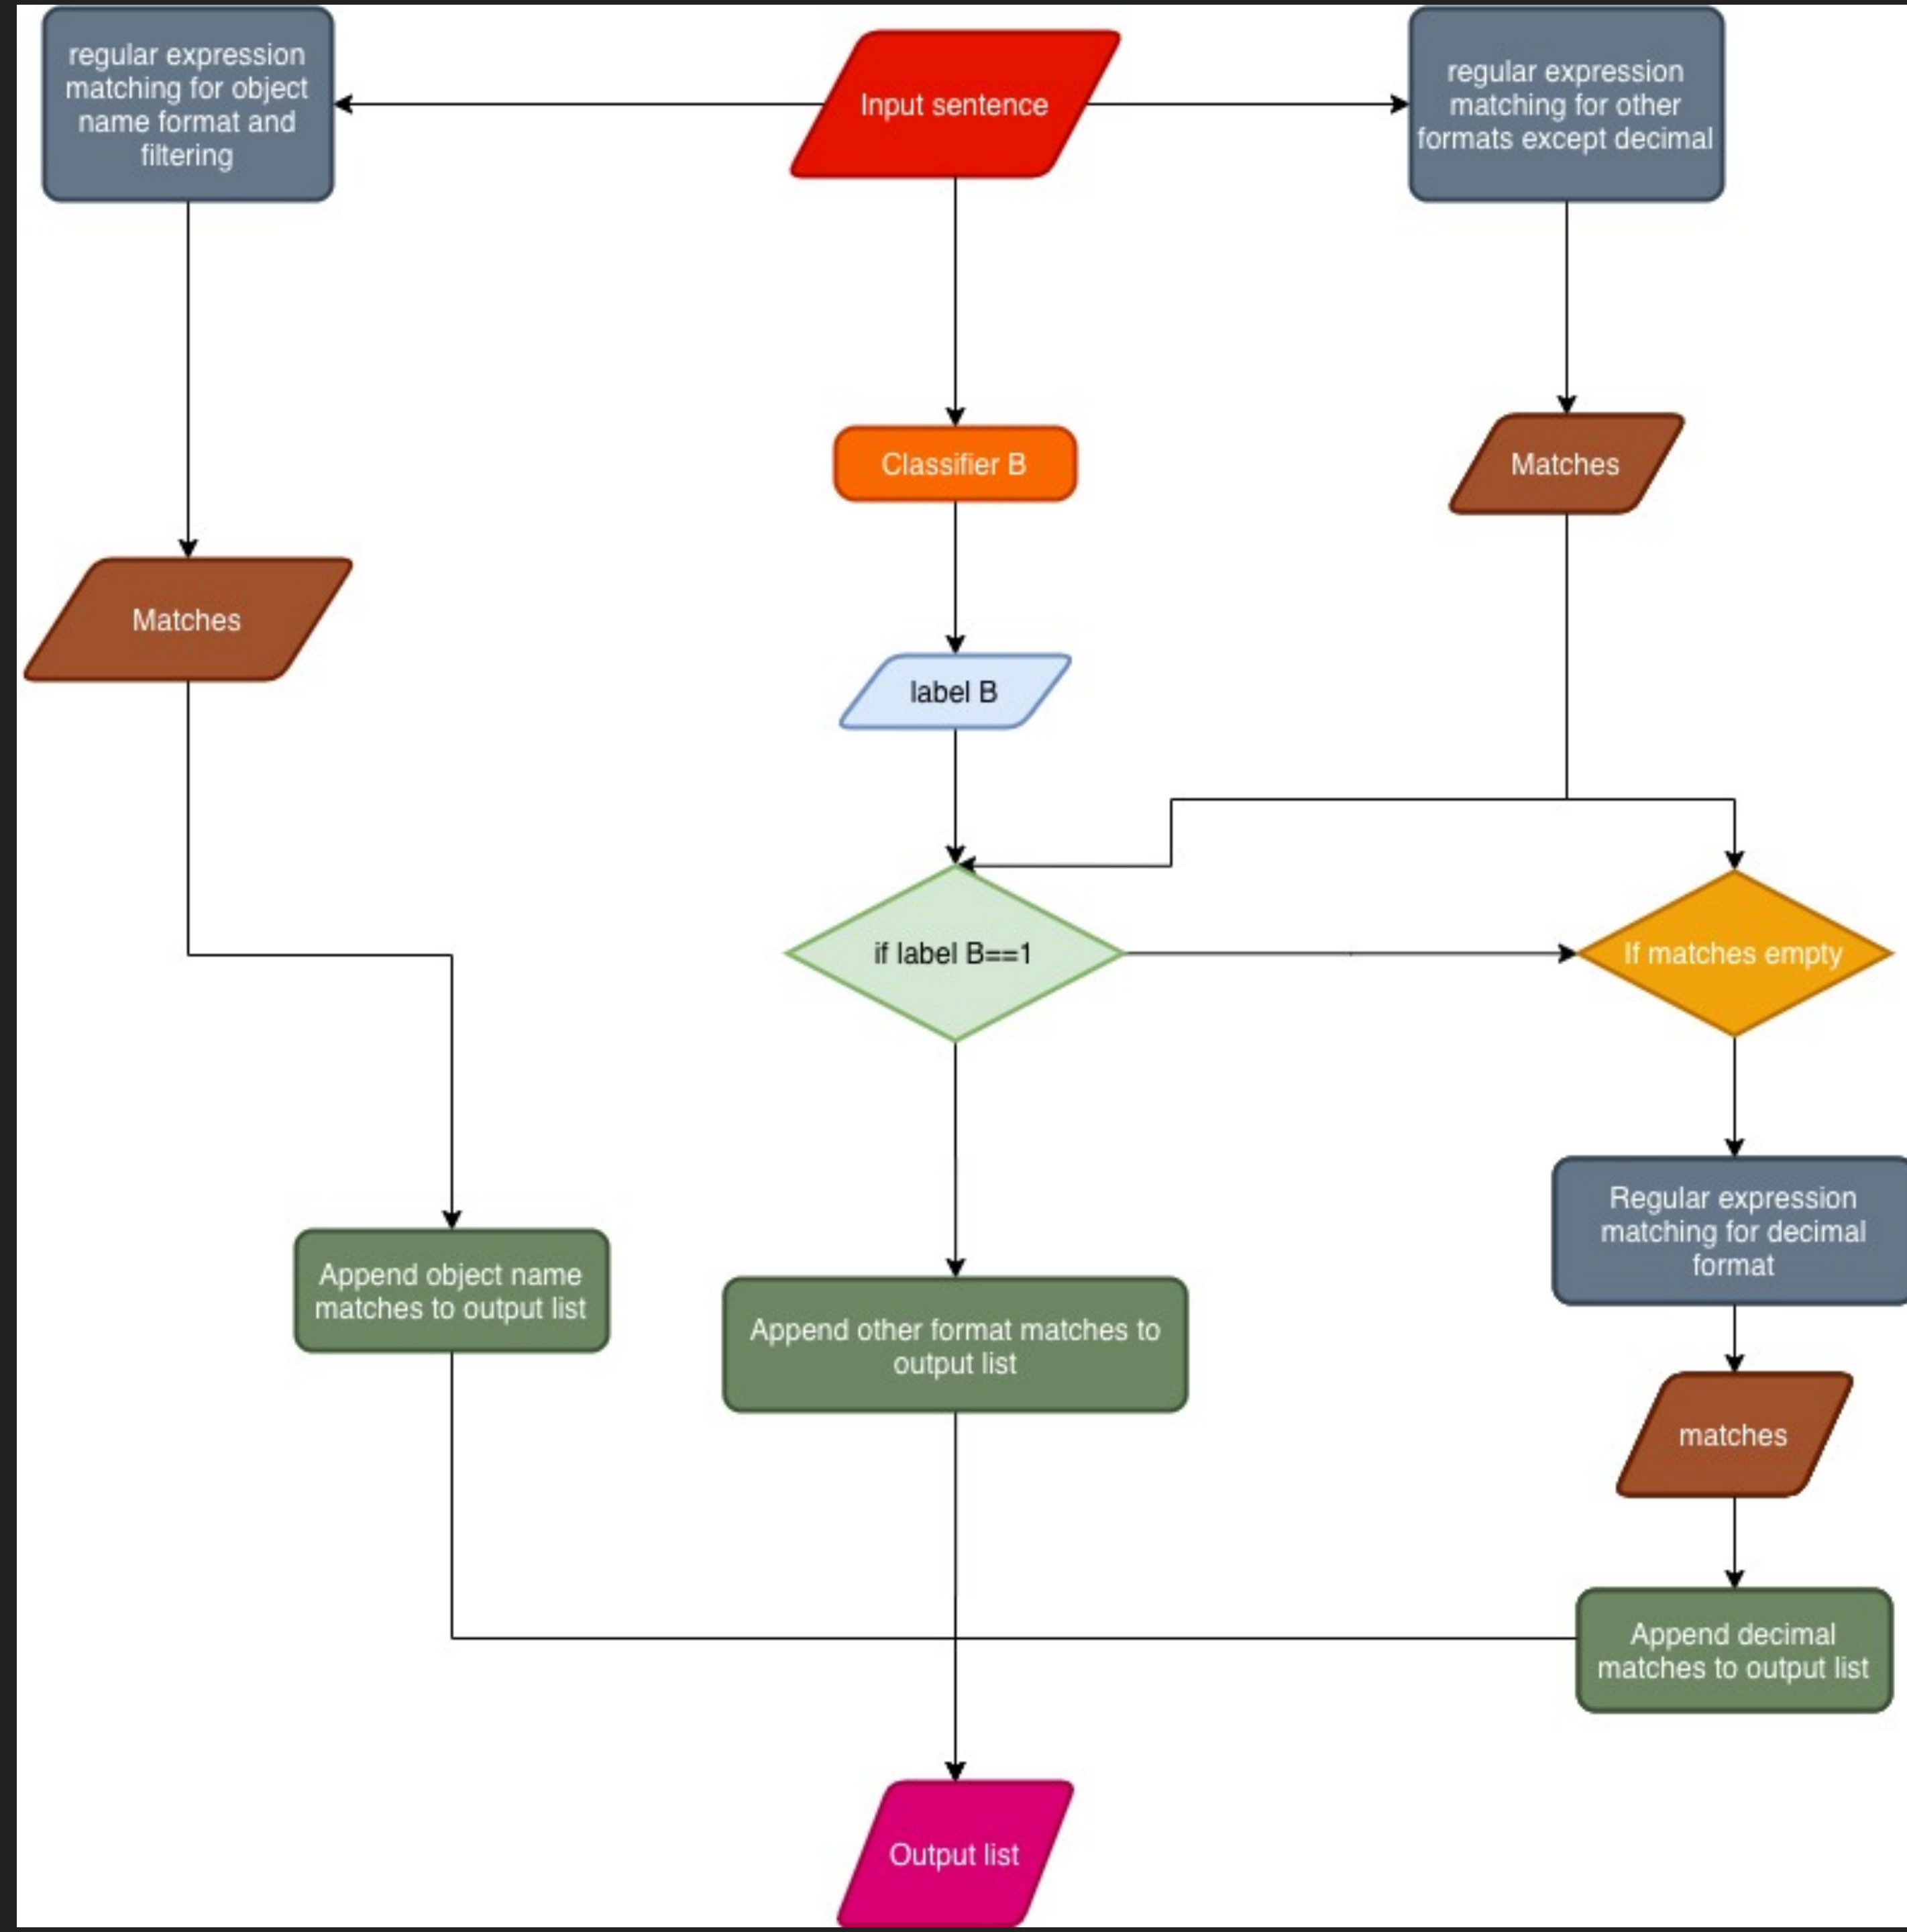 regular expression
matching for object
name format and
filtering
Input sentence
regular expression
matching for other
formats except decimal
Classifier B
Matches
Matches
label B
if label B==1
If matches empty
Regular expression
matching for decimal
format
Append object name
matches to output list
Append other format matches to
output list
matches
Append decimal
matches to output list
Output list